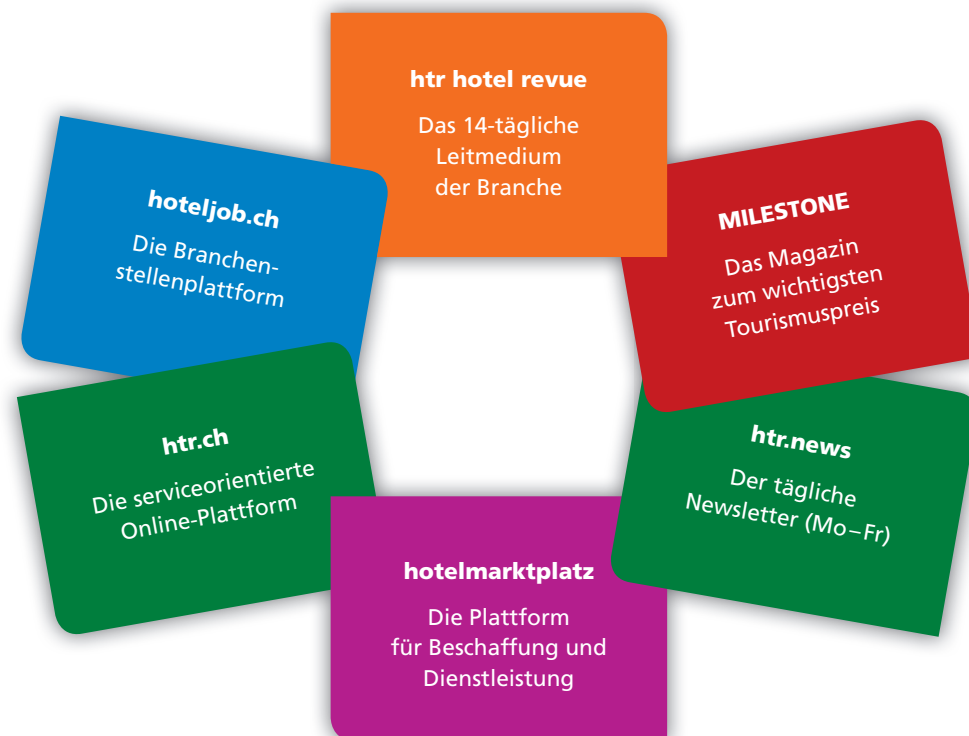 htr hotel revue
Das 14-tägliche
Leitmedium
der Branche
MILESTONE
Das Magazin
zum wichtigsten
Tourismuspreis
htr.news
Der tägliche
Newsletter (Mo–Fr)
hotelmarktplatz
Die Plattform
für Beschaffung und
Dienstleistung
htr.ch
Die serviceorientierte
Online-Plattform
hoteljob.ch
Die Branchen-
stellenplattform